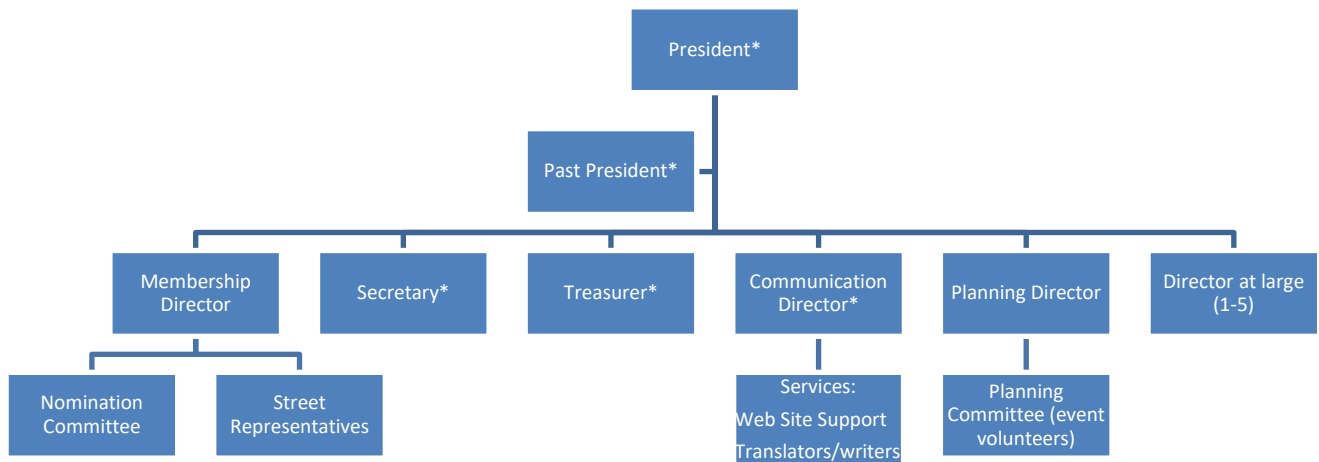 President*
Past President*
Membership
Director
Secretary*
Treasurer*
Communication
Director*
Planning Director
Director at large
(1-5)
Nomination
Committee
Street
Representatives
Services:
Web Site Support
Translators/writers
Planning
Committee (event
volunteers)